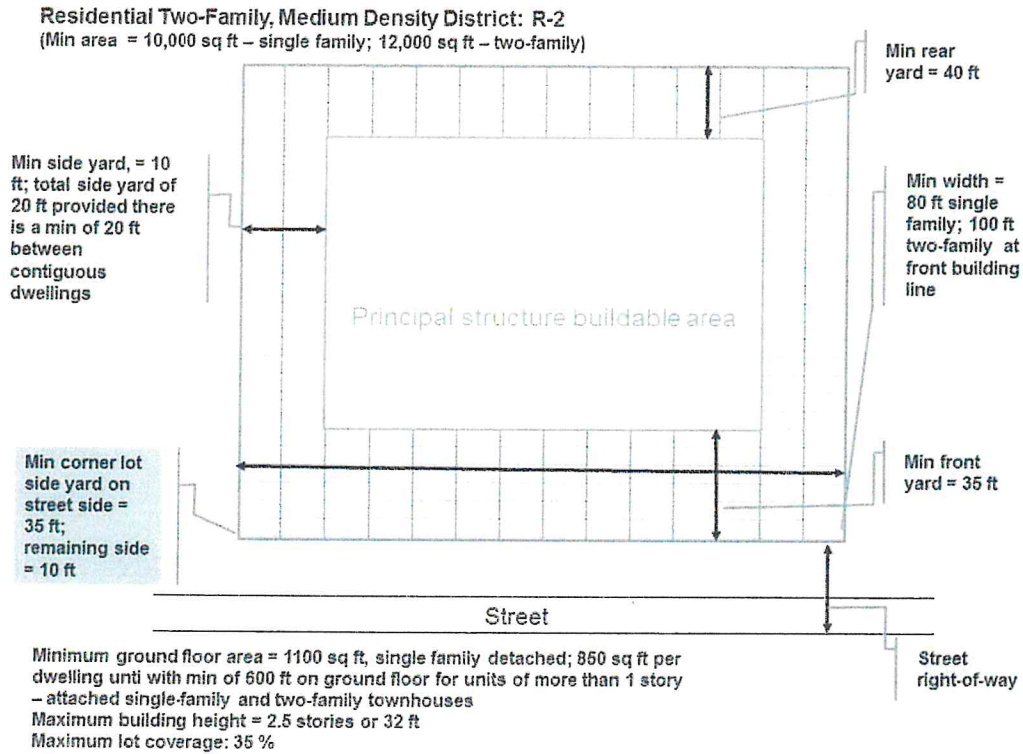 Residential Two-Family, Medium Density District: R-2
(Min area = 10,000 sq ft – single family; 12,000 sq ft – two-family)
Min rear
yard = 40 ft
Min side yard, = 10
ft; total side yard of
20 ft provided there
is a min of 20 ft
between
contiguous
dwellings
Min width =
80 ft single
family; 100 ft
two-family at
front building
line
Principal structure buildable area
Min corner lot
side yard on
street side =
35 ft;
remaining side
= 10 ft
Min front
yard = 35 ft
Street
Street
right-of-way
Minimum ground floor area = 1100 sq ft, single family detached; 850 sq ft per
dwelling unti with min of 600 ft on ground floor for units of more than 1 story
– attached single-family and two-family townhouses
Maximum building height = 2.5 stories or 32 ft
Maximum lot coverage: 35 %